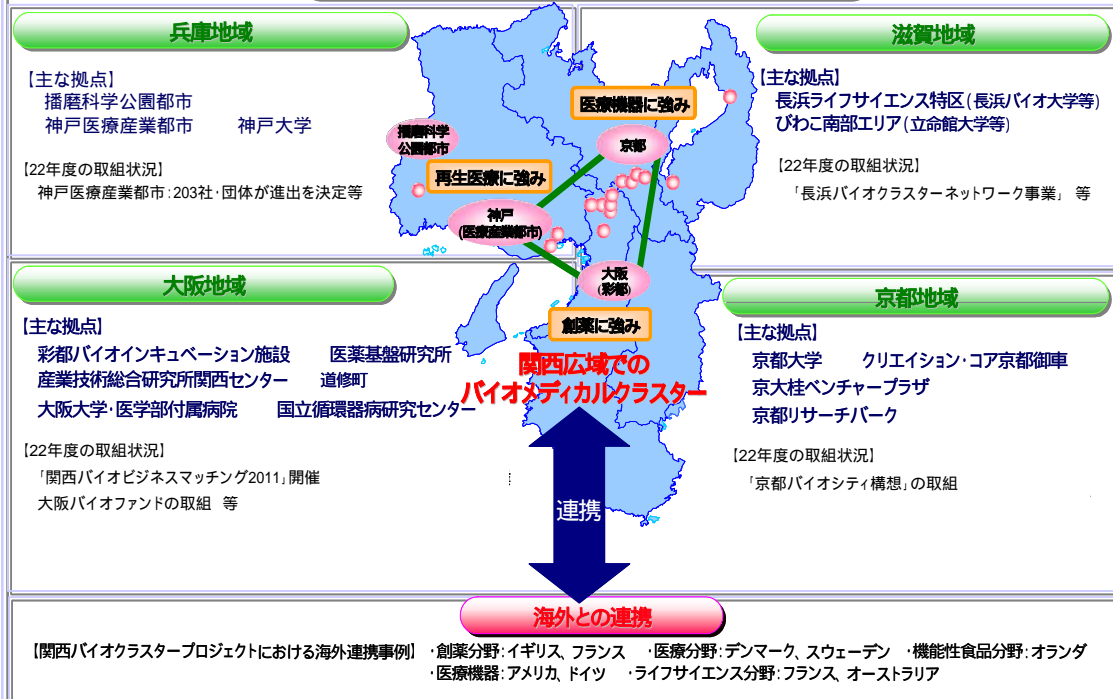 兵庫地域
【主な拠点】
播磨科学公園都市
神戸医療産業都市 神戸大学
【22年度の取組状況】
神戸医療産業都市:203社・団体が進出を決定等
滋賀地域
【主な拠点】
長浜ライフサイエンス特区(長浜バイオ大学等)
びわこ南部エリア(立命館大学等)
【22年度の取組状況】
「長浜バイオクラスターネットワーク事業」 等
医療機器に強み
播磨科学
公園都市
京都
再生医療に強み
神戸
(医療産業都市)
大阪
(彩都)
創薬に強み
関西広域での
バイオメディカルクラスター
大阪地域
【主な拠点】
彩都バイオインキュベーション施設 医薬基盤研究所
産業技術総合研究所関西センター 道修町
大阪大学・医学部付属病院 国立循環器病研究センター
【22年度の取組状況】
「関西バイオビジネスマッチング2011」開催
大阪バイオファンドの取組 等
京都地域
【主な拠点】
京都大学 クリエイション・コア京都御車
京大桂ベンチャープラザ
京都リサーチパーク
【22年度の取組状況】
「京都バイオシティ構想」の取組
連携
海外との連携
【関西バイオクラスタープロジェクトにおける海外連携事例】 ・創薬分野:イギリス、フランス ・医療分野:デンマーク、スウェーデン ・機能性食品分野:オランダ
・医療機器:アメリカ、ドイツ ・ライフサイエンス分野:フランス、オーストラリア